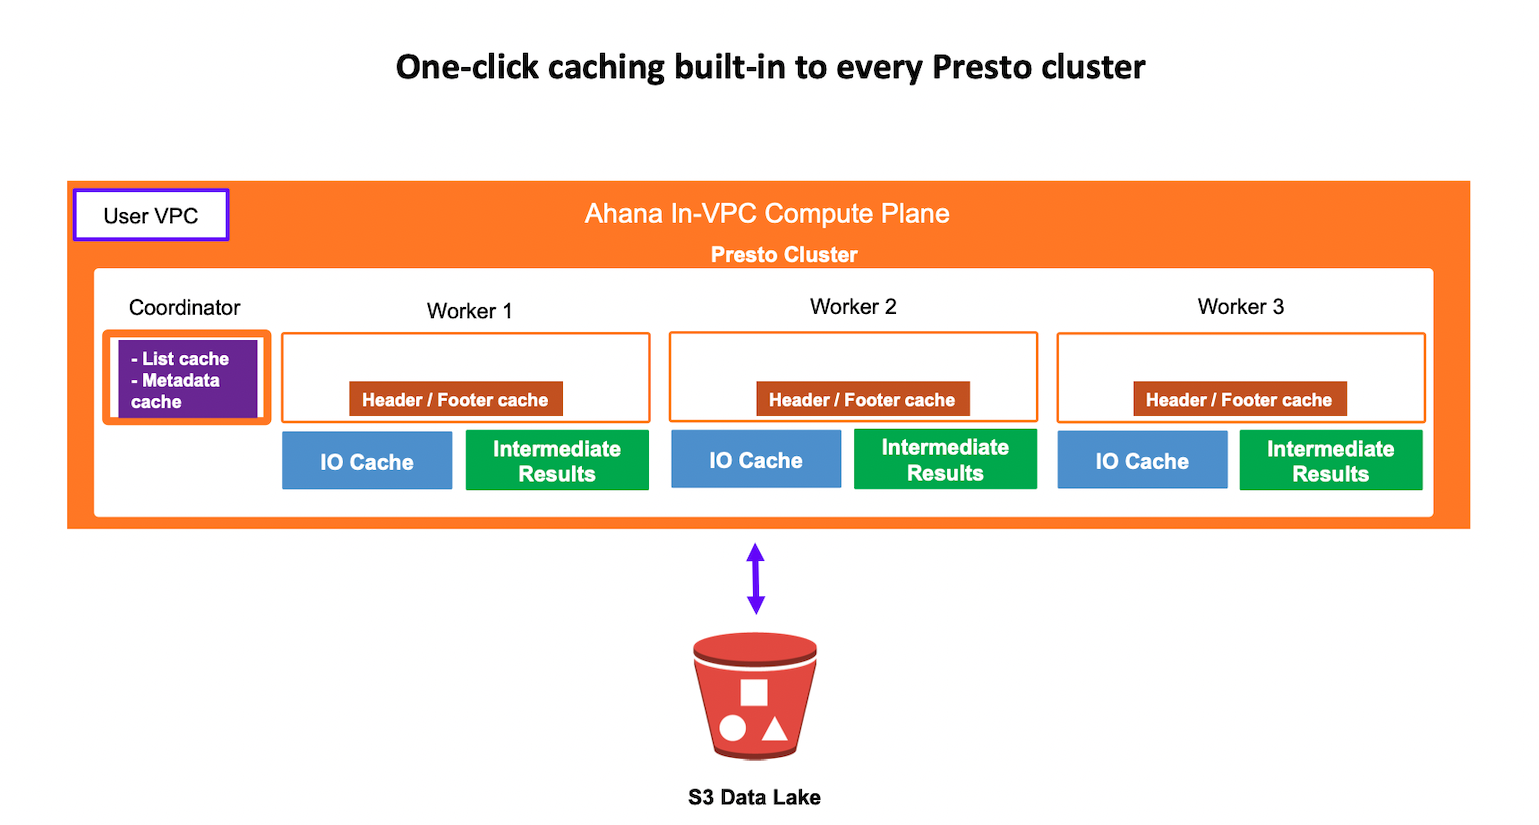 One-click caching built-in to every Presto cluster
User VPC
Ahana In-VPC Compute Plane
Presto Cluster
Coordinator
- List cache
- Metadata
cache
Worker 1
Header / Footer cache
IO Cache
Intermediate
Results
Worker 2
Header / Footer cache
IO Cache
Intermediate
Results
Worker 3
Header / Footer cache
IO Cache
Intermediate
Results
S3 Data Lake